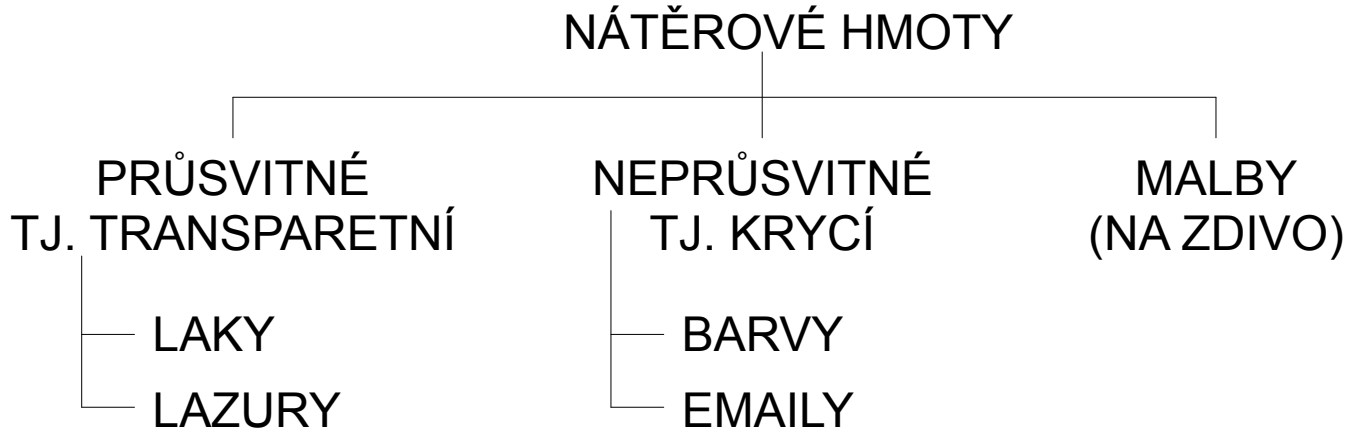 NÁTĚROVÉ HMOTY
PRŮSVITNÉ
TJ. TRANSPARETNÍ
LAKY
LAZURY
NEPRŮSVITNÉ
TJ. KRYCÍ
BARVY
EMAILY
MALBY
(NA ZDIVO)